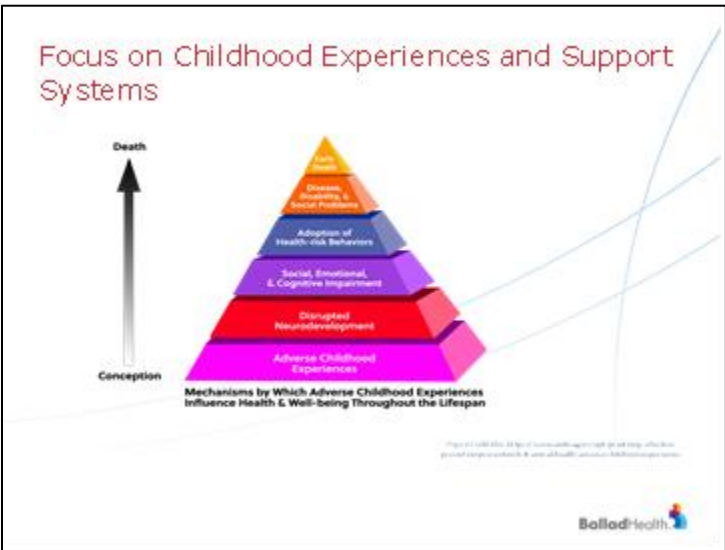 Focus on Childhood Experiences and Support
Systems
Death
Early
Death
Disease,
Disability, &
Social Problems
Adoption of
Health-risk Behaviors
Social, Emotional,
& Cognitive Impairment
Disrupted
Neurodevelopment
Adverse Childhood
Experiences
Conception
Mechanisms by Which Adverse Childhood Experiences
Influence Health & Well-being Throughout the Lifespan
BalladHealth